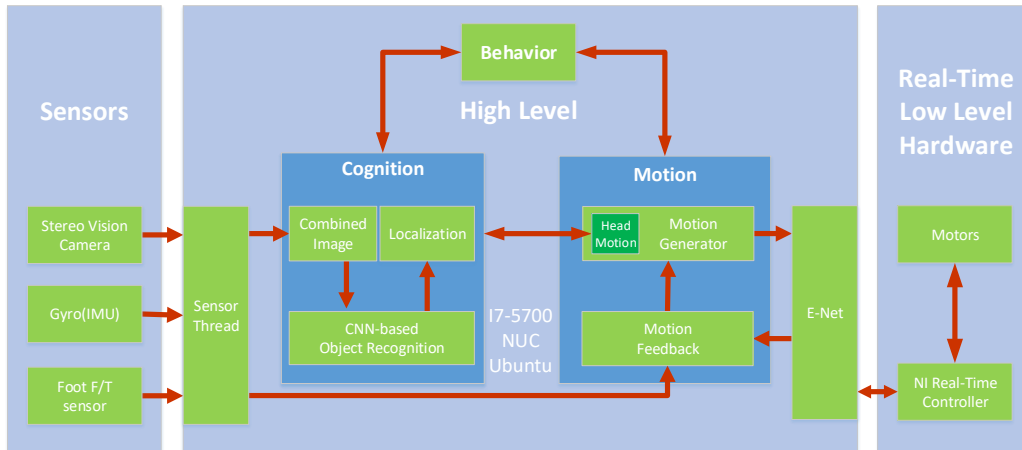 Sensors
Stereo Vision
Camera
Gyro(IMU)
Foot F/T
sensor
Behavior
High Level
Sensor
Thread
Cognition
Combined
Image
Localization
CNN-based
Object Recognition
I7-5700
NUC
Ubuntu
Motion
Head
Motion
Motion
Generator
Motion
Feedback
E-Net
Real-Time
Low Level
Hardware
Motors
NI Real-Time
Controller